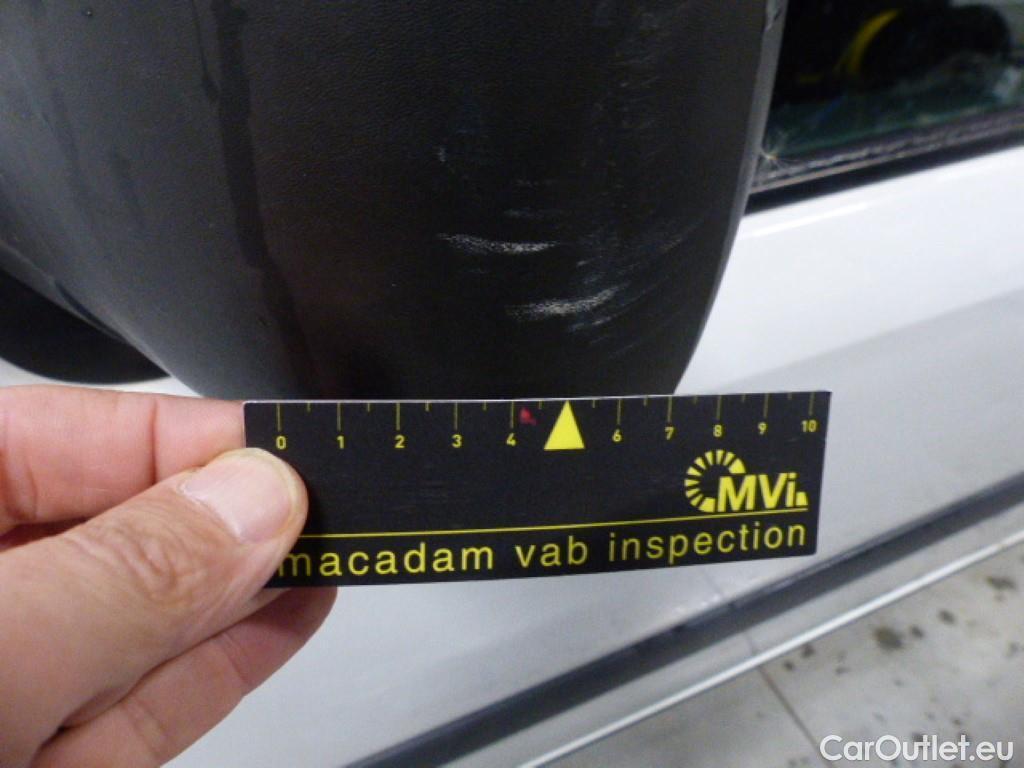 0 1 2 3 4 6 7 8 9 10
MVi.
macadam vab inspection
CarOutlet.eu